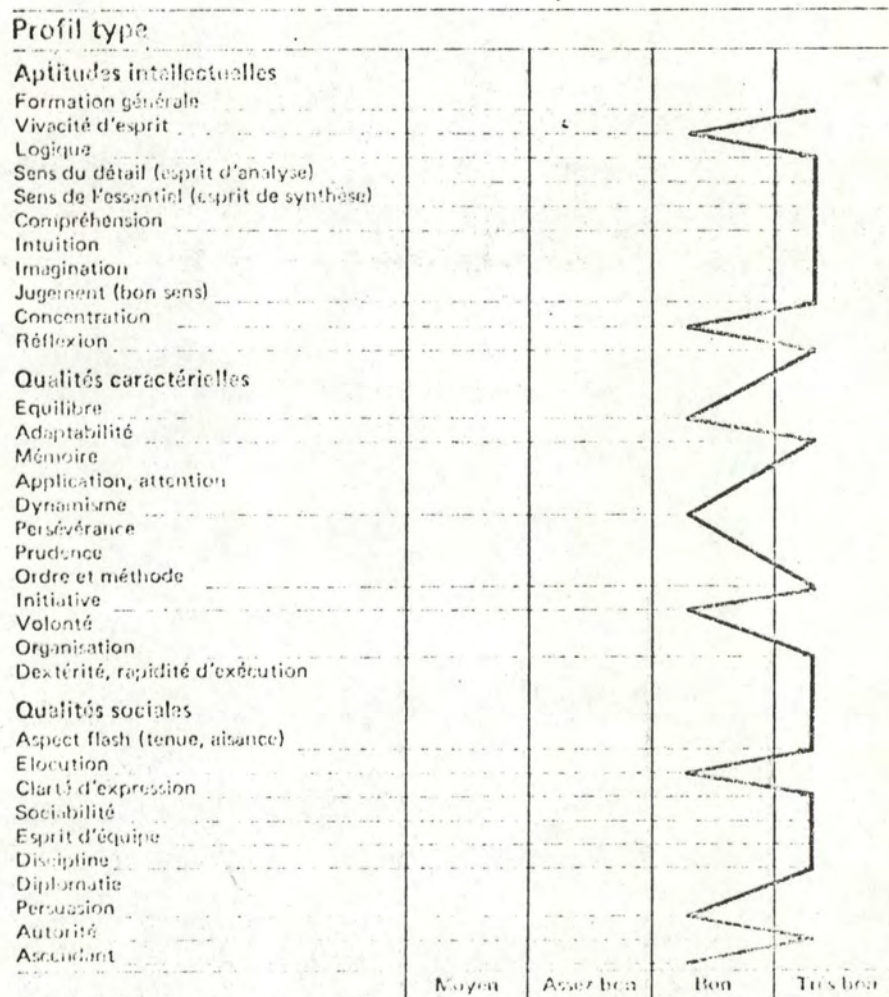 Profil type
Aptitudes intellectuelles
Formation générale
Vivacité d'esprit
Logique
Sens du détail (esprit d'analyse)
Sens de l'essentiel (esprit de synthèse)
Compréhension
Intuition
Imagination
Jugement (bon sens)
Concentration
Réflexion
Qualités caractérielles
Equilibre
Adaptabilité
Mémoire
Application, attention
Dynamisme
Persévérance
Prudence
Ordre et méthode
Initiative
Volonté
Organisation
Dextérité, rapidité d'exécution
Qualités sociales
Aspect flash (tenue, aisance)
Elocution
Clarté d'expression
Sociabilité
Esprit d'équipe
Discipline
Diplomatie
Persuasion
Autorité
Ascendant
Moyen Assez bon Bon Très bon